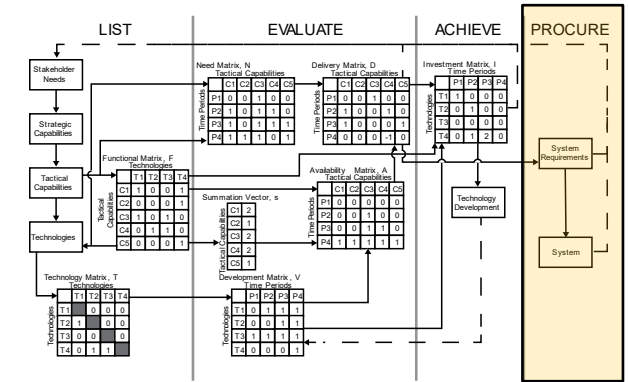 LIST
EVALUATE
ACHIEVE
PROCURE
Stakeholder
Needs
Strategic
Capabilities
Tactical
Capabilities
Technologies
Functional Matrix, F
Technologies
Tactical
Capabilities
T1 T2 T3 T4
C1 1 0 0 1
C2 0 0 0 1
C3 1 0 1 0
C4 0 1 1 0
C5 0 0 0 1
Technology Matrix, T
Technologies
Technologies
T1 T2 T3 T4
T1 0 0 0
T2 1 0 0
T3 0 0 0
T4 0 1 1
Need Matrix, N
Tactical Capabilities
Time Periods
C1 C2 C3 C4 C5
P1 0 0 1 0 0
P2 1 1 0 1 0
P3 0 0 1 1 1
P4 1 1 1 1 0
Summation Vector, s
Tactical Capabilities
C1 2
C2 1
C3 2
C4 2
C5 1
Development Matrix, V
Time Periods
Technologies
P1 P2 P3 P4
T1 0 1 1 1
T2 0 0 1 1
T3 1 1 1 1
T4 0 0 0 1
Delivery Matrix, D
Tactical Capabilities
Time Periods
C1 C2 C3 C4 C5
P1 0 0 1 0 0
P2 1 1 0 1 0
P3 0 0 0 0 1
P4 0 0 0 -1 0
Availability Matrix, A
Tactical Capabilities
Time Periods
C1 C2 C3 C4 C5
P1 0 0 0 0 0
P2 0 0 1 0 0
P3 0 0 1 1 0
P4 1 1 1 1 1
Investment Matrix, I
Time Periods
Technologies
P1 P2 P3 P4
T1 1 0 1 0
T2 0 1 0 0
T3 0 0 0 0
T4 0 1 2 0
Technology
Development
System
Requirements
System